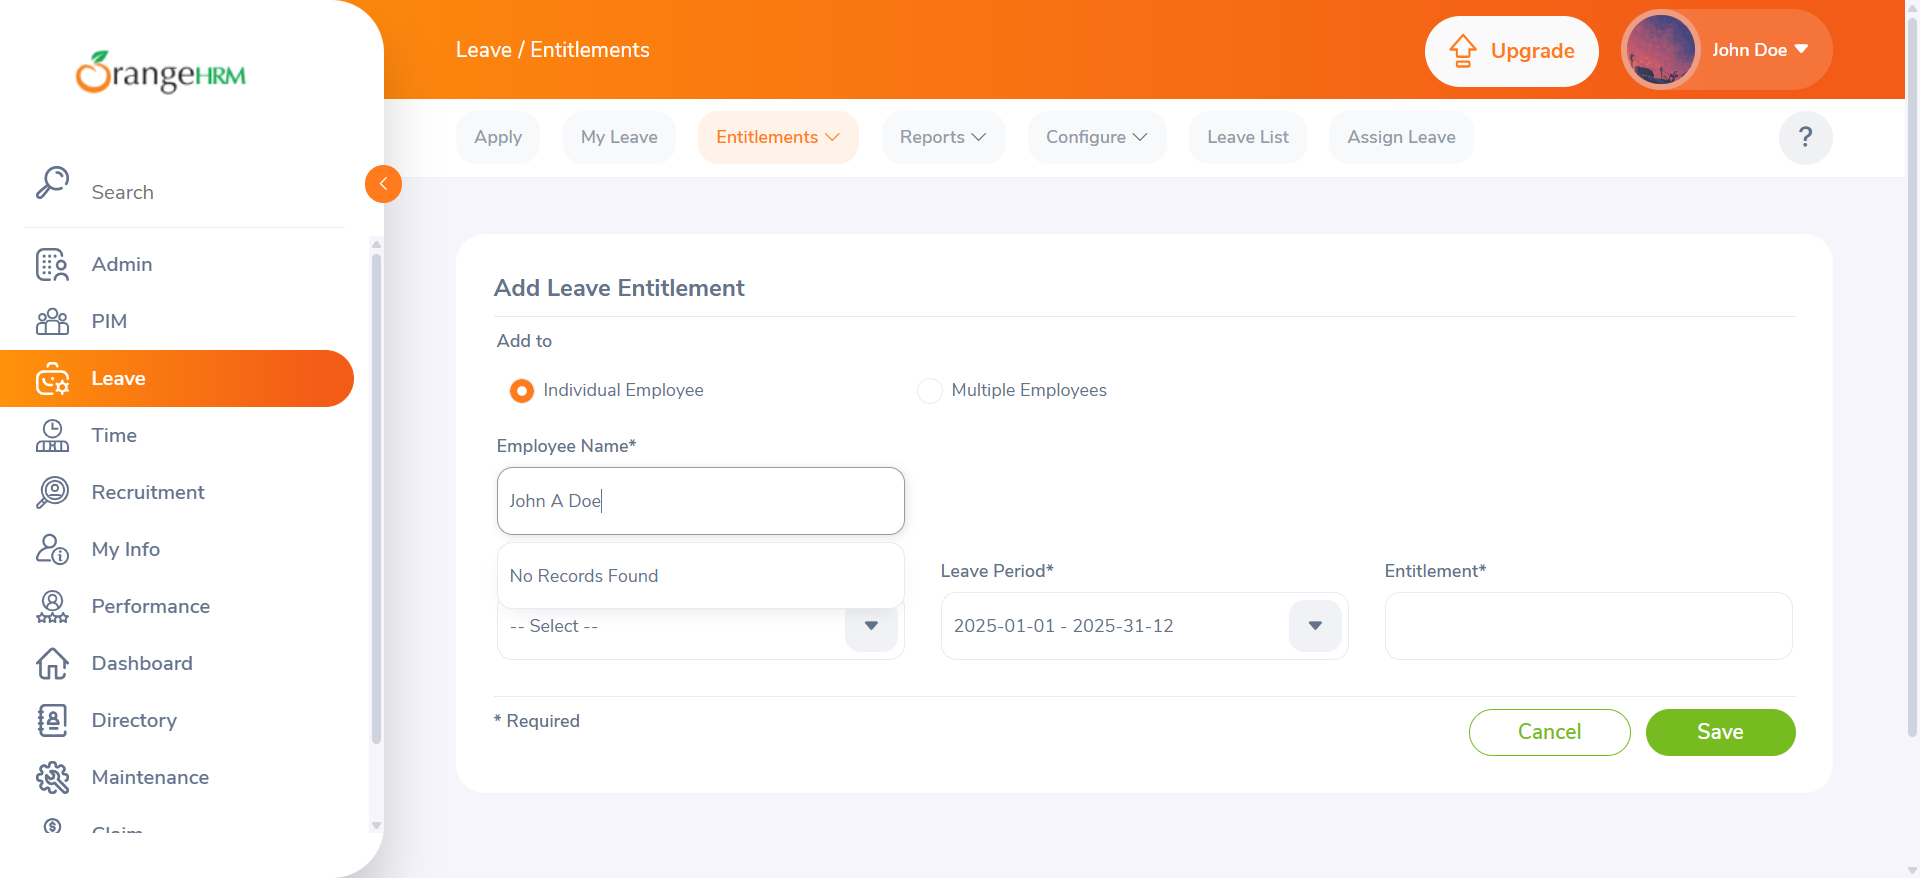 OrangeHRM
Search
Admin
PIM
Leave
Time
Recruitment
My Info
Performance
Dashboard
Directory
Maintenance
Claim
Leave / Entitlements
Upgrade
John Doe
Apply
My Leave
Entitlements
Reports
Configure
Leave List
Assign Leave
?
Add Leave Entitlement
Add to
Individual Employee
Multiple Employees
Employee Name*
John A Doe
No Records Found
Leave Period*
Entitlement*
-- Select --
2025-01-01 - 2025-31-12
* Required
Cancel
Save